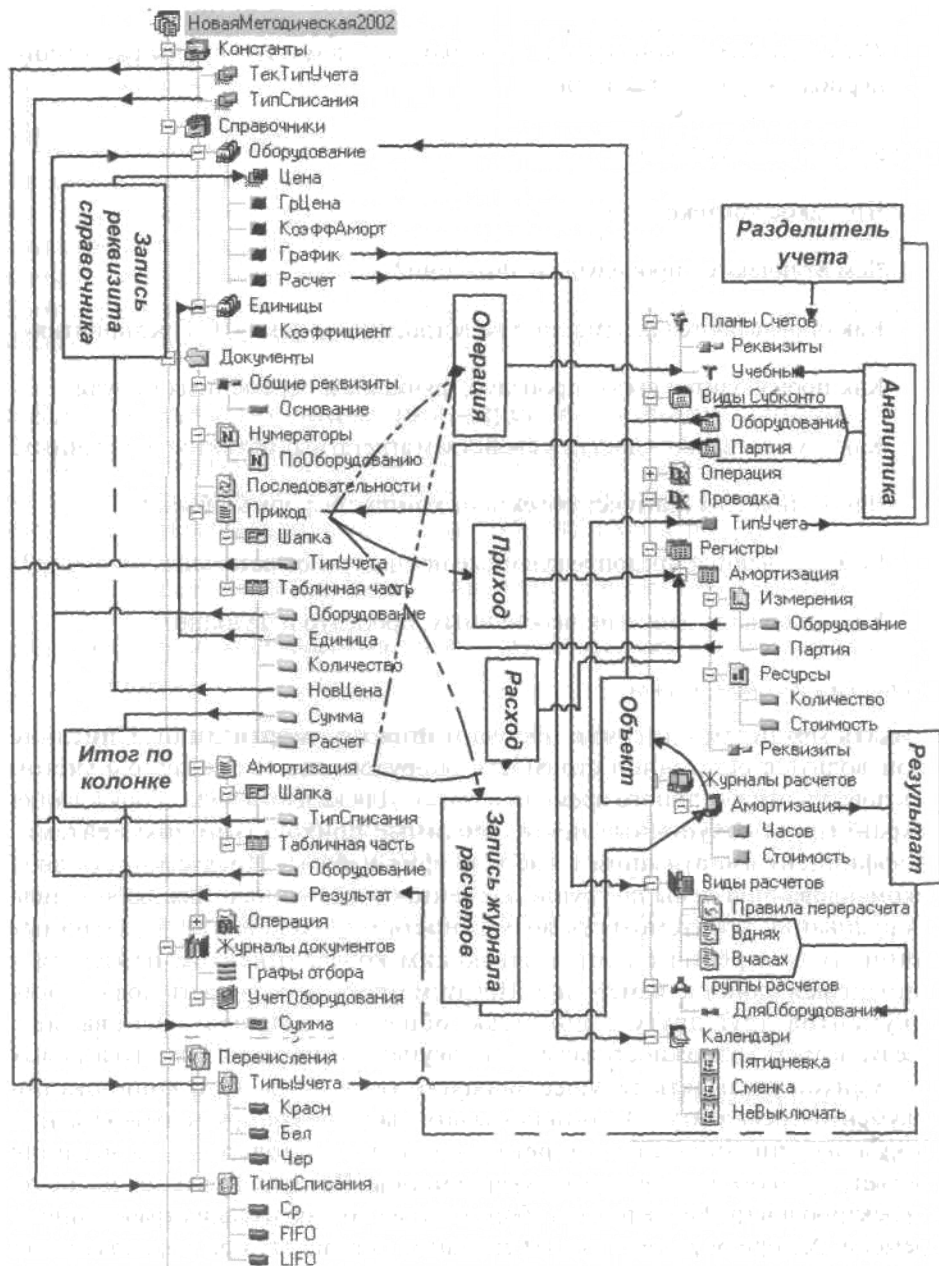 НоваяМетодическая2002
Константы
ТекТипУчета
ТипСписания
Справочники
Оборудование
Цена
ГрЦена
КоэффАморт
График
Расчет
Единицы
Коэффициент
Документы
Общие реквизиты
Основание
Нумераторы
ПоОборудованию
Последовательности
Приход
Шапка
ТипУчета
Табличная часть
Оборудование
Единица
Количество
НовЦена
Сумма
Расчет
Амортизация
Шапка
ТипСписания
Табличная часть
Оборудование
Результат
Операция
Журналы документов
Графы отбора
УчетОборудования
Сумма
Перечисления
ТипыУчета
Красн
Бел
Чер
ТипыСписания
Ср
FIFO
LIFO
Запись
реквизита
справочника
Итог по
колонке
Операция
Приход
Расход
Запись журнала
расчетов
Объект
Разделитель
учета
Планы Счетов
Реквизиты
Учебный
Виды Субконто
Оборудование
Партия
Операция
Проводка
ТипУчета
Регистры
Амортизация
Измерения
Оборудование
Партия
Ресурсы
Количество
Стоимость
Реквизиты
Журналы расчетов
Амортизация
Часов
Стоимость
Виды расчетов
Правила перерасчета
Вднях
Вчасах
Группы расчетов
ДляОборудования
Календари
Пятидневка
Сменка
НеВыключать
Аналитика
Результат